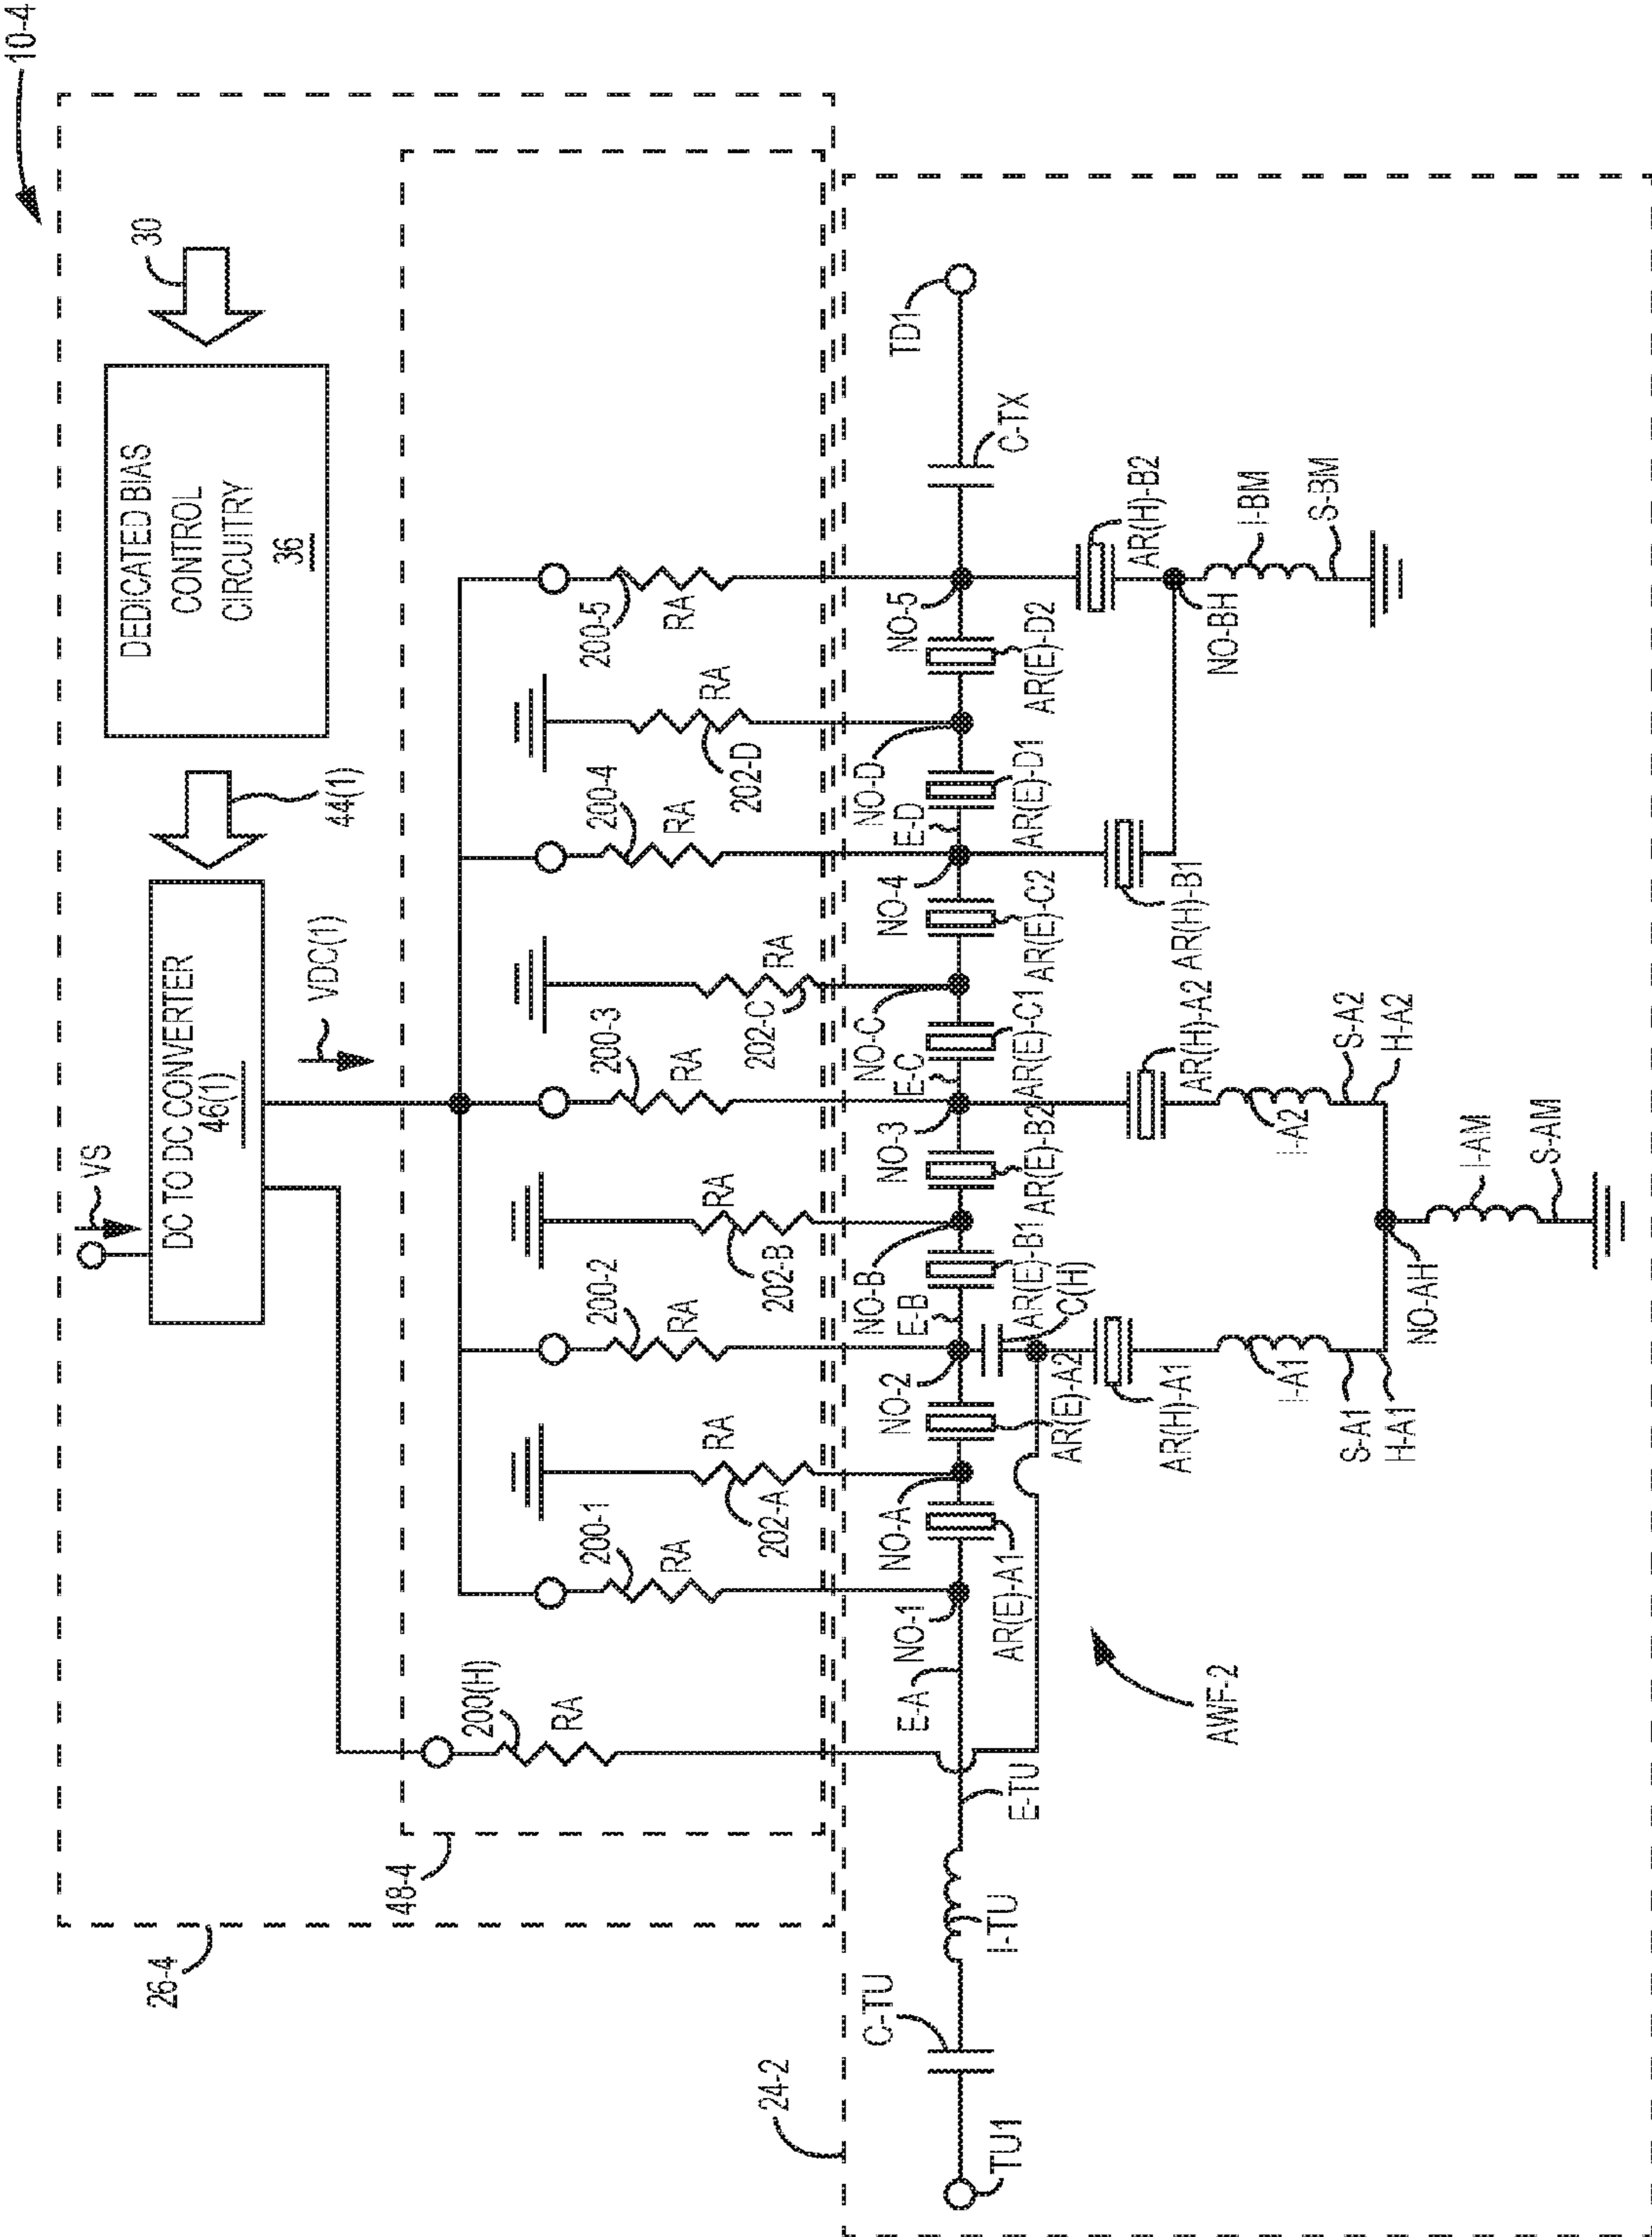 10-4
26-4
VS
DC TO DC CONVERTER
46(1)
44(1)
DEDICATED BIAS
CONTROL
CIRCUITRY
36
30
VDC(1)
48-4
200(H)
RA
200-1
RA
202-A
RA
200-2
RA
202-B
RA
200-3
RA
202-C
RA
200-4
RA
202-D
RA
200-5
RA
24-2
TU1
C-TU
I-TU
E-TU
E-A
NO-1
AR(E)-A1
NO-A
AR(E)-A2
NO-2
E-B
C(H)
AR(E)-B1
NO-B
AR(E)-B2
NO-3
E-C
AR(E)-C1
NO-C
AR(E)-C2
NO-4
E-D
AR(E)-D1
NO-D
AR(E)-D2
NO-5
C-TX
TD1
AWF-2
AR(H)-A1
I-A1
S-A1
H-A1
AR(H)-A2
I-A2
S-A2
H-A2
NO-AH
I-AM
S-AM
AR(H)-B1
AR(H)-B2
NO-BH
I-BM
S-BM